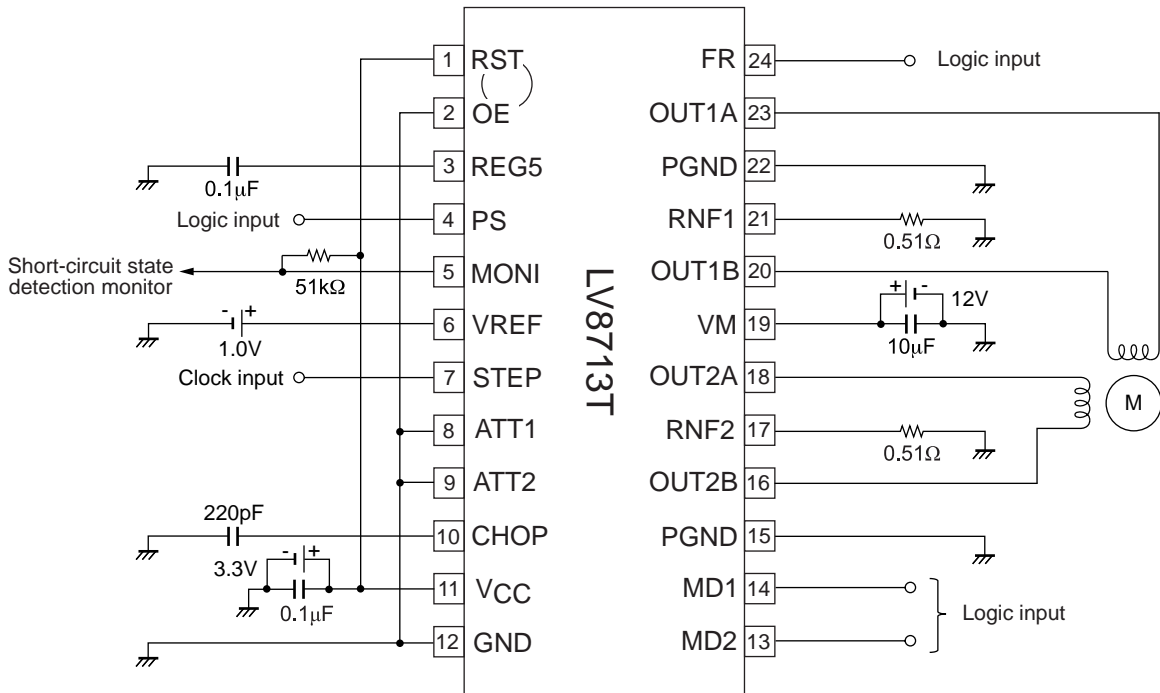 1 RST
2 OE
3 REG5
0.1μF
Logic input
4 PS
Short-circuit state
detection monitor
51kΩ
5 MONI
- +
1.0V
6 VREF
Clock input
7 STEP
8 ATT1
9 ATT2
220pF
10 CHOP
- +
3.3V
0.1μF
11 VCC
12 GND
LV8713T
FR 24
Logic input
OUT1A 23
PGND 22
RNF1 21
0.51Ω
OUT1B 20
+ -
12V
VM 19
10μF
OUT2A 18
M
RNF2 17
0.51Ω
OUT2B 16
PGND 15
MD1 14
Logic input
MD2 13